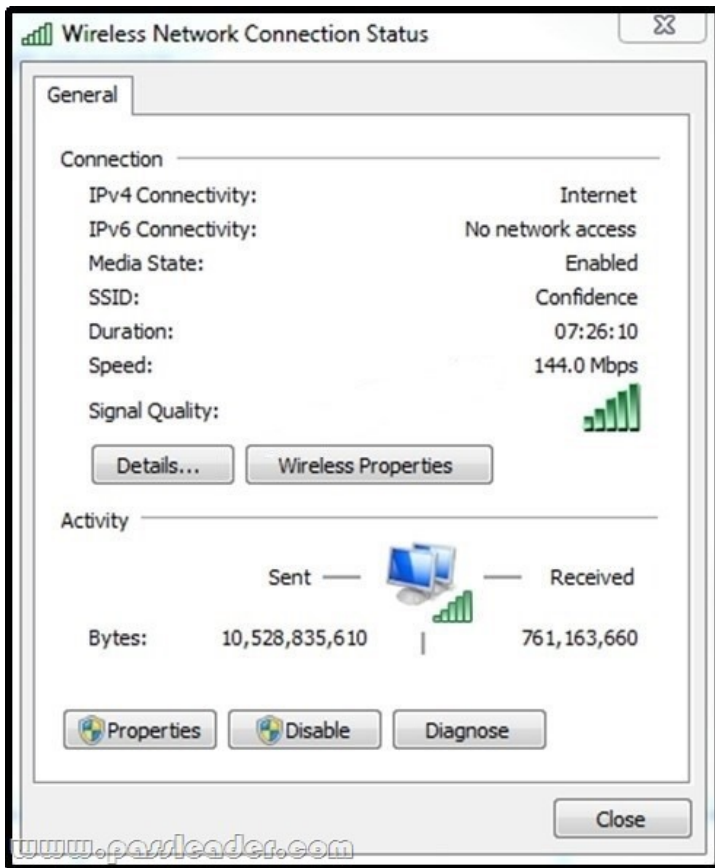 Wireless Network Connection Status
General
Connection
IPv4 Connectivity: Internet
IPv6 Connectivity: No network access
Media State: Enabled
SSID: Confidence
Duration: 07:26:10
Speed: 144.0 Mbps
Signal Quality:
Details... Wireless Properties
Activity
Sent Received
Bytes: 10,528,835,610 761,163,660
Properties Disable Diagnose
Close
www.passleader.com